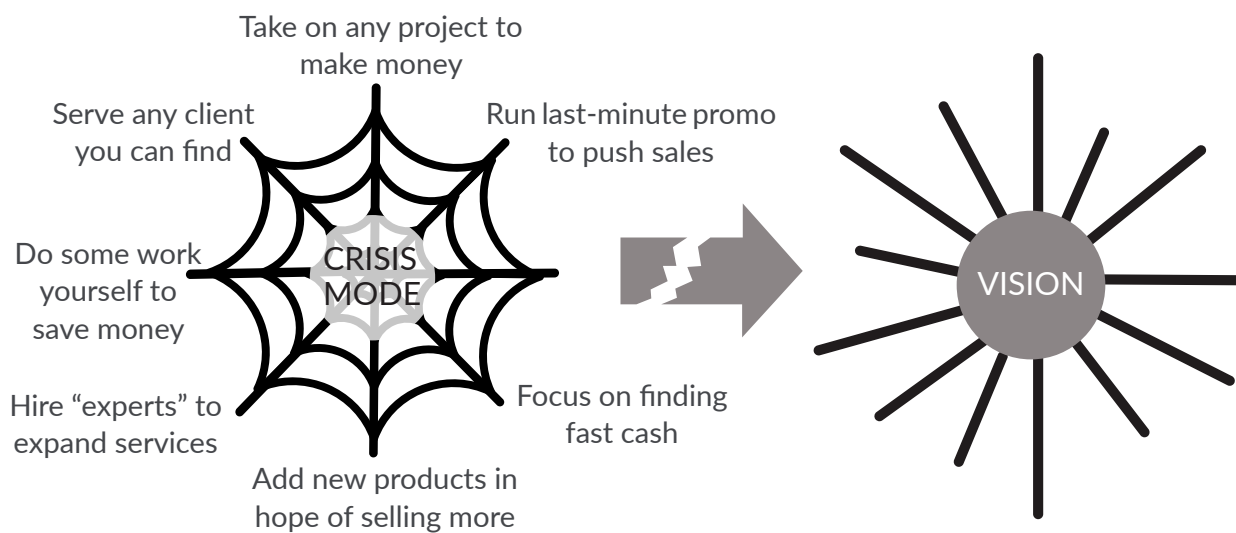 Take on any project to
make money
Serve any client
you can find
Run last-minute promo
to push sales
Do some work
yourself to
save money
CRISIS
MODE
VISION
Hire “experts” to
expand services
Focus on finding
fast cash
Add new products in
hope of selling more